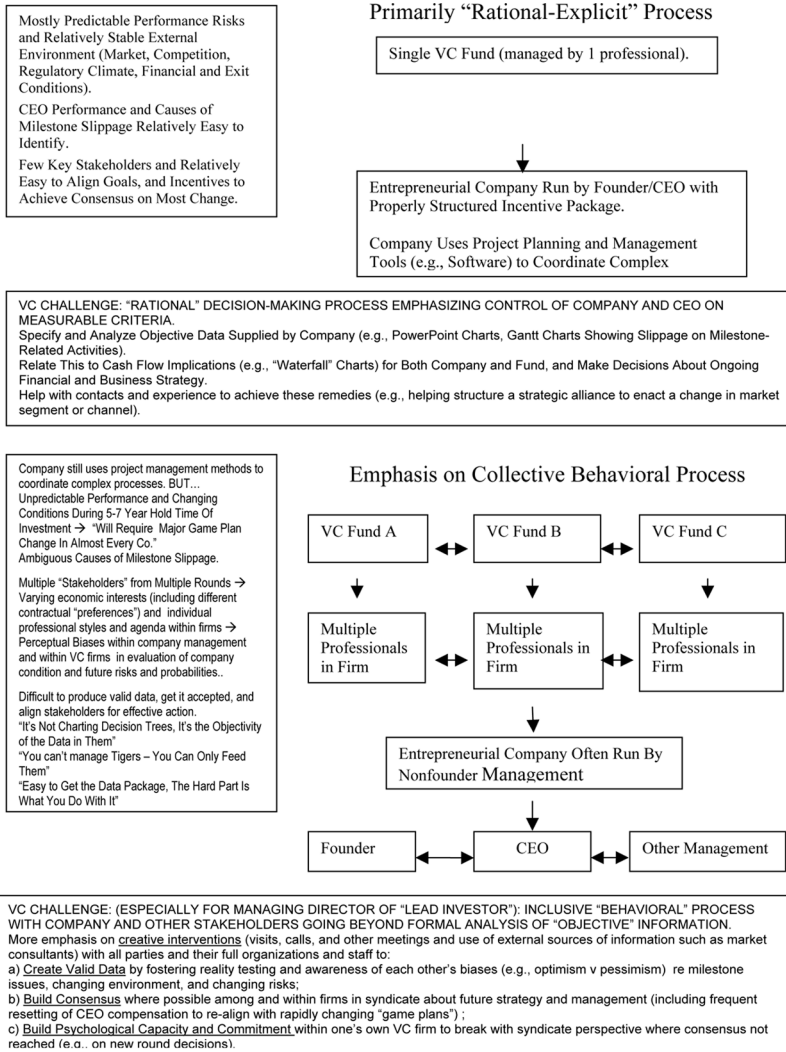 Primarily “Rational-Explicit” Process
Mostly Predictable Performance Risks
and Relatively Stable External
Environment (Market, Competition,
Regulatory Climate, Financial and Exit
Conditions).
CEO Performance and Causes of
Milestone Slippage Relatively Easy to
Identify.
Few Key Stakeholders and Relatively
Easy to Align Goals, and Incentives to
Achieve Consensus on Most Change.
Single VC Fund (managed by 1 professional).
Entrepreneurial Company Run by Founder/CEO with
Properly Structured Incentive Package.
Company Uses Project Planning and Management
Tools (e.g., Software) to Coordinate Complex
VC CHALLENGE: “RATIONAL” DECISION-MAKING PROCESS EMPHASIZING CONTROL OF COMPANY AND CEO ON
MEASURABLE CRITERIA.
Specify and Analyze Objective Data Supplied by Company (e.g., PowerPoint Charts, Gantt Charts Showing Slippage on Milestone-
Related Activities).
Relate This to Cash Flow Implications (e.g., “Waterfall” Charts) for Both Company and Fund, and Make Decisions About Ongoing
Financial and Business Strategy.
Help with contacts and experience to achieve these remedies (e.g., helping structure a strategic alliance to enact a change in market
segment or channel).
Emphasis on Collective Behavioral Process
Company still uses project management methods to
coordinate complex processes. BUT…
Unpredictable Performance and Changing
Conditions During 5-7 Year Hold Time Of
Investment → “Will Require Major Game Plan
Change In Almost Every Co.”
Ambiguous Causes of Milestone Slippage.
Multiple “Stakeholders” from Multiple Rounds →
Varying economic interests (including different
contractual “preferences”) and individual
professional styles and agenda within firms →
Perceptual Biases within company management
and within VC firms in evaluation of company
condition and future risks and probabilities..
Difficult to produce valid data, get it accepted, and
align stakeholders for effective action.
“It’s Not Charting Decision Trees, It’s the Objectivity
of the Data in Them”
“You can’t manage Tigers – You Can Only Feed
Them”
“Easy to Get the Data Package, The Hard Part Is
What You Do With It”
VC Fund A
VC Fund B
VC Fund C
Multiple
Professionals
in Firm
Multiple
Professionals in
Firm
Multiple
Professionals in
Firm
Entrepreneurial Company Often Run By
Nonfounder Management
Founder
CEO
Other Management
VC CHALLENGE: (ESPECIALLY FOR MANAGING DIRECTOR OF “LEAD INVESTOR”): INCLUSIVE “BEHAVIORAL” PROCESS
WITH COMPANY AND OTHER STAKEHOLDERS GOING BEYOND FORMAL ANALYSIS OF “OBJECTIVE” INFORMATION.
More emphasis on creative interventions (visits, calls, and other meetings and use of external sources of information such as market
consultants) with all parties and their full organizations and staff to:
a) Create Valid Data by fostering reality testing and awareness of each other’s biases (e.g., optimism v pessimism) re milestone
issues, changing environment, and changing risks;
b) Build Consensus where possible among and within firms in syndicate about future strategy and management (including frequent
resetting of CEO compensation to re-align with rapidly changing “game plans”) ;
c) Build Psychological Capacity and Commitment within one’s own VC firm to break with syndicate perspective where consensus not
reached (e.g., on new round decisions).